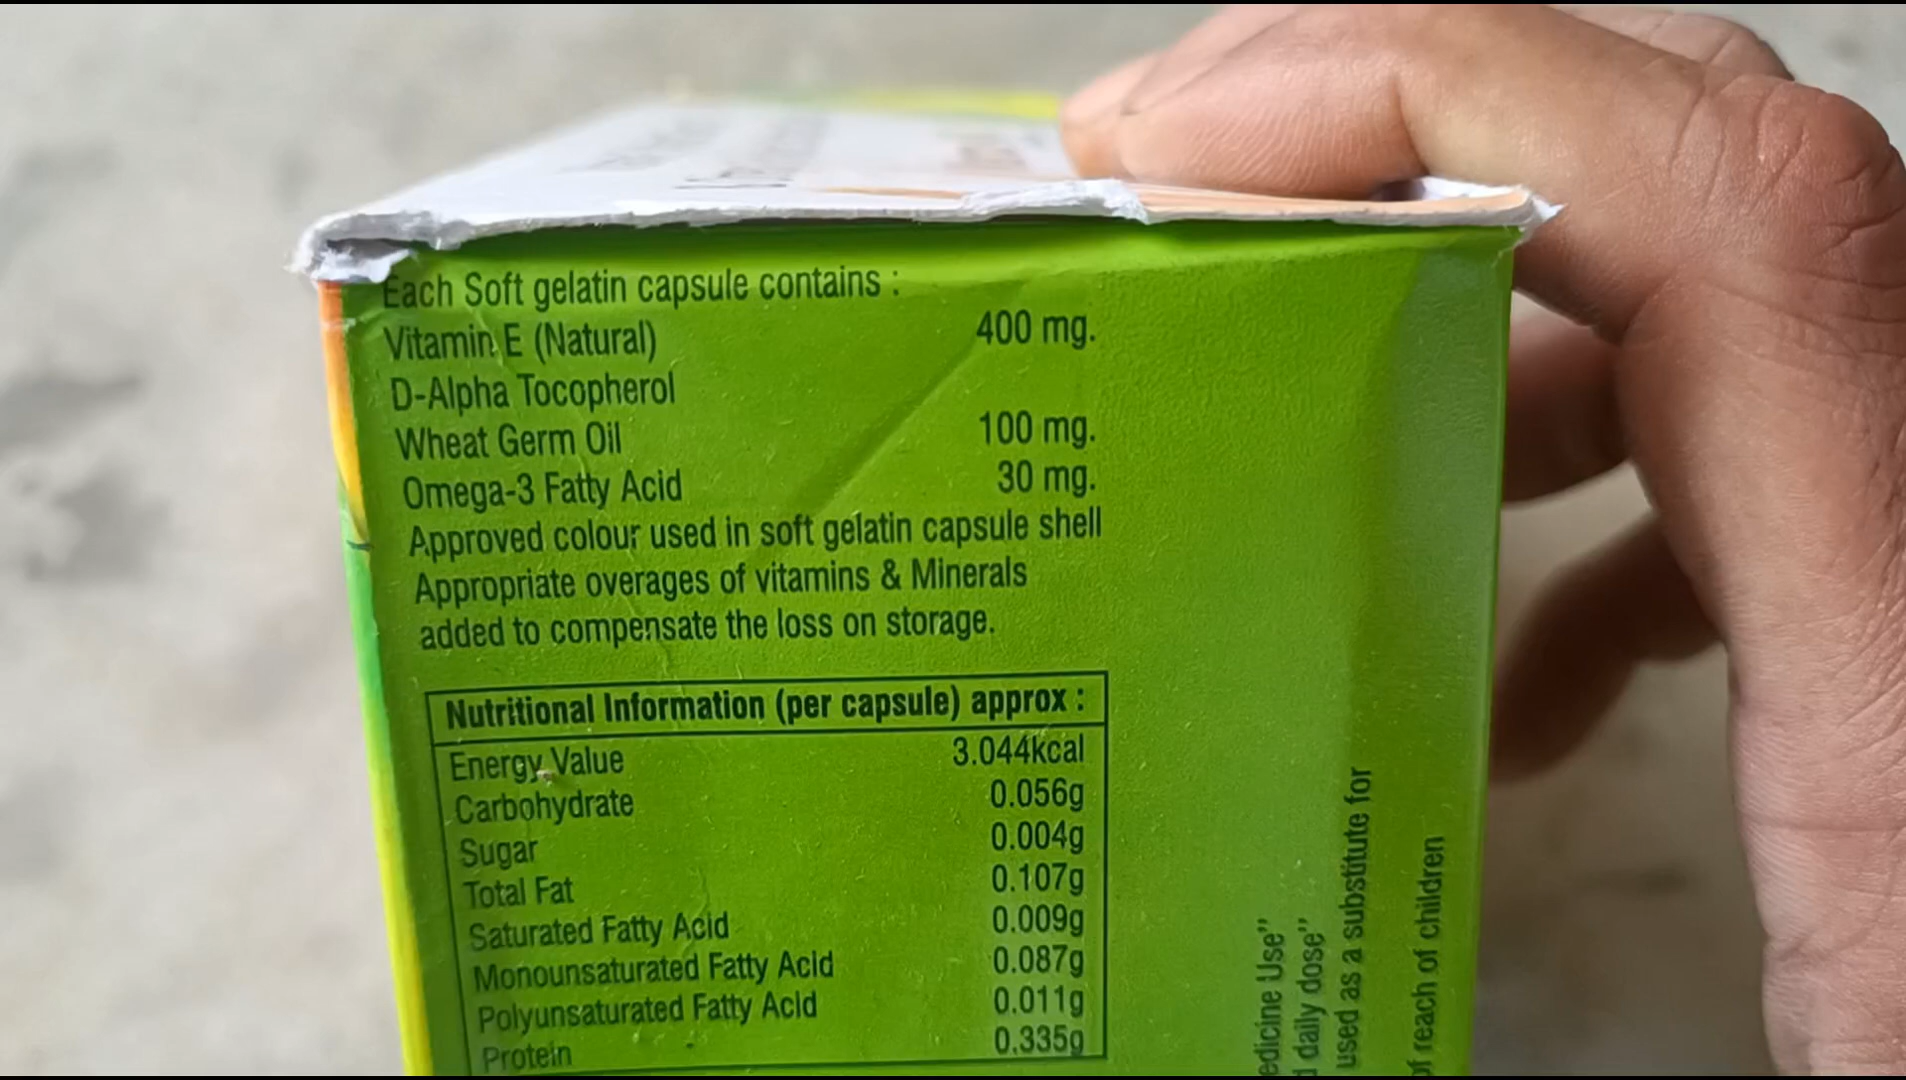 Each Soft gelatin capsule contains :
Vitamin E (Natural) 400 mg.
D-Alpha Tocopherol
Wheat Germ Oil 100 mg.
Omega-3 Fatty Acid 30 mg.
Approved colour used in soft gelatin capsule shell
Appropriate overages of vitamins & Minerals
added to compensate the loss on storage.
Nutritional Information (per capsule) approx :
Energy Value 3.044kcal
Carbohydrate 0.056g
Sugar 0.004g
Total Fat 0.107g
Saturated Fatty Acid 0.009g
Monounsaturated Fatty Acid 0.087g
Polyunsaturated Fatty Acid 0.011g
Protein 0.335g
edicine Use"
daily dose"
used as a substitute for
of reach of children